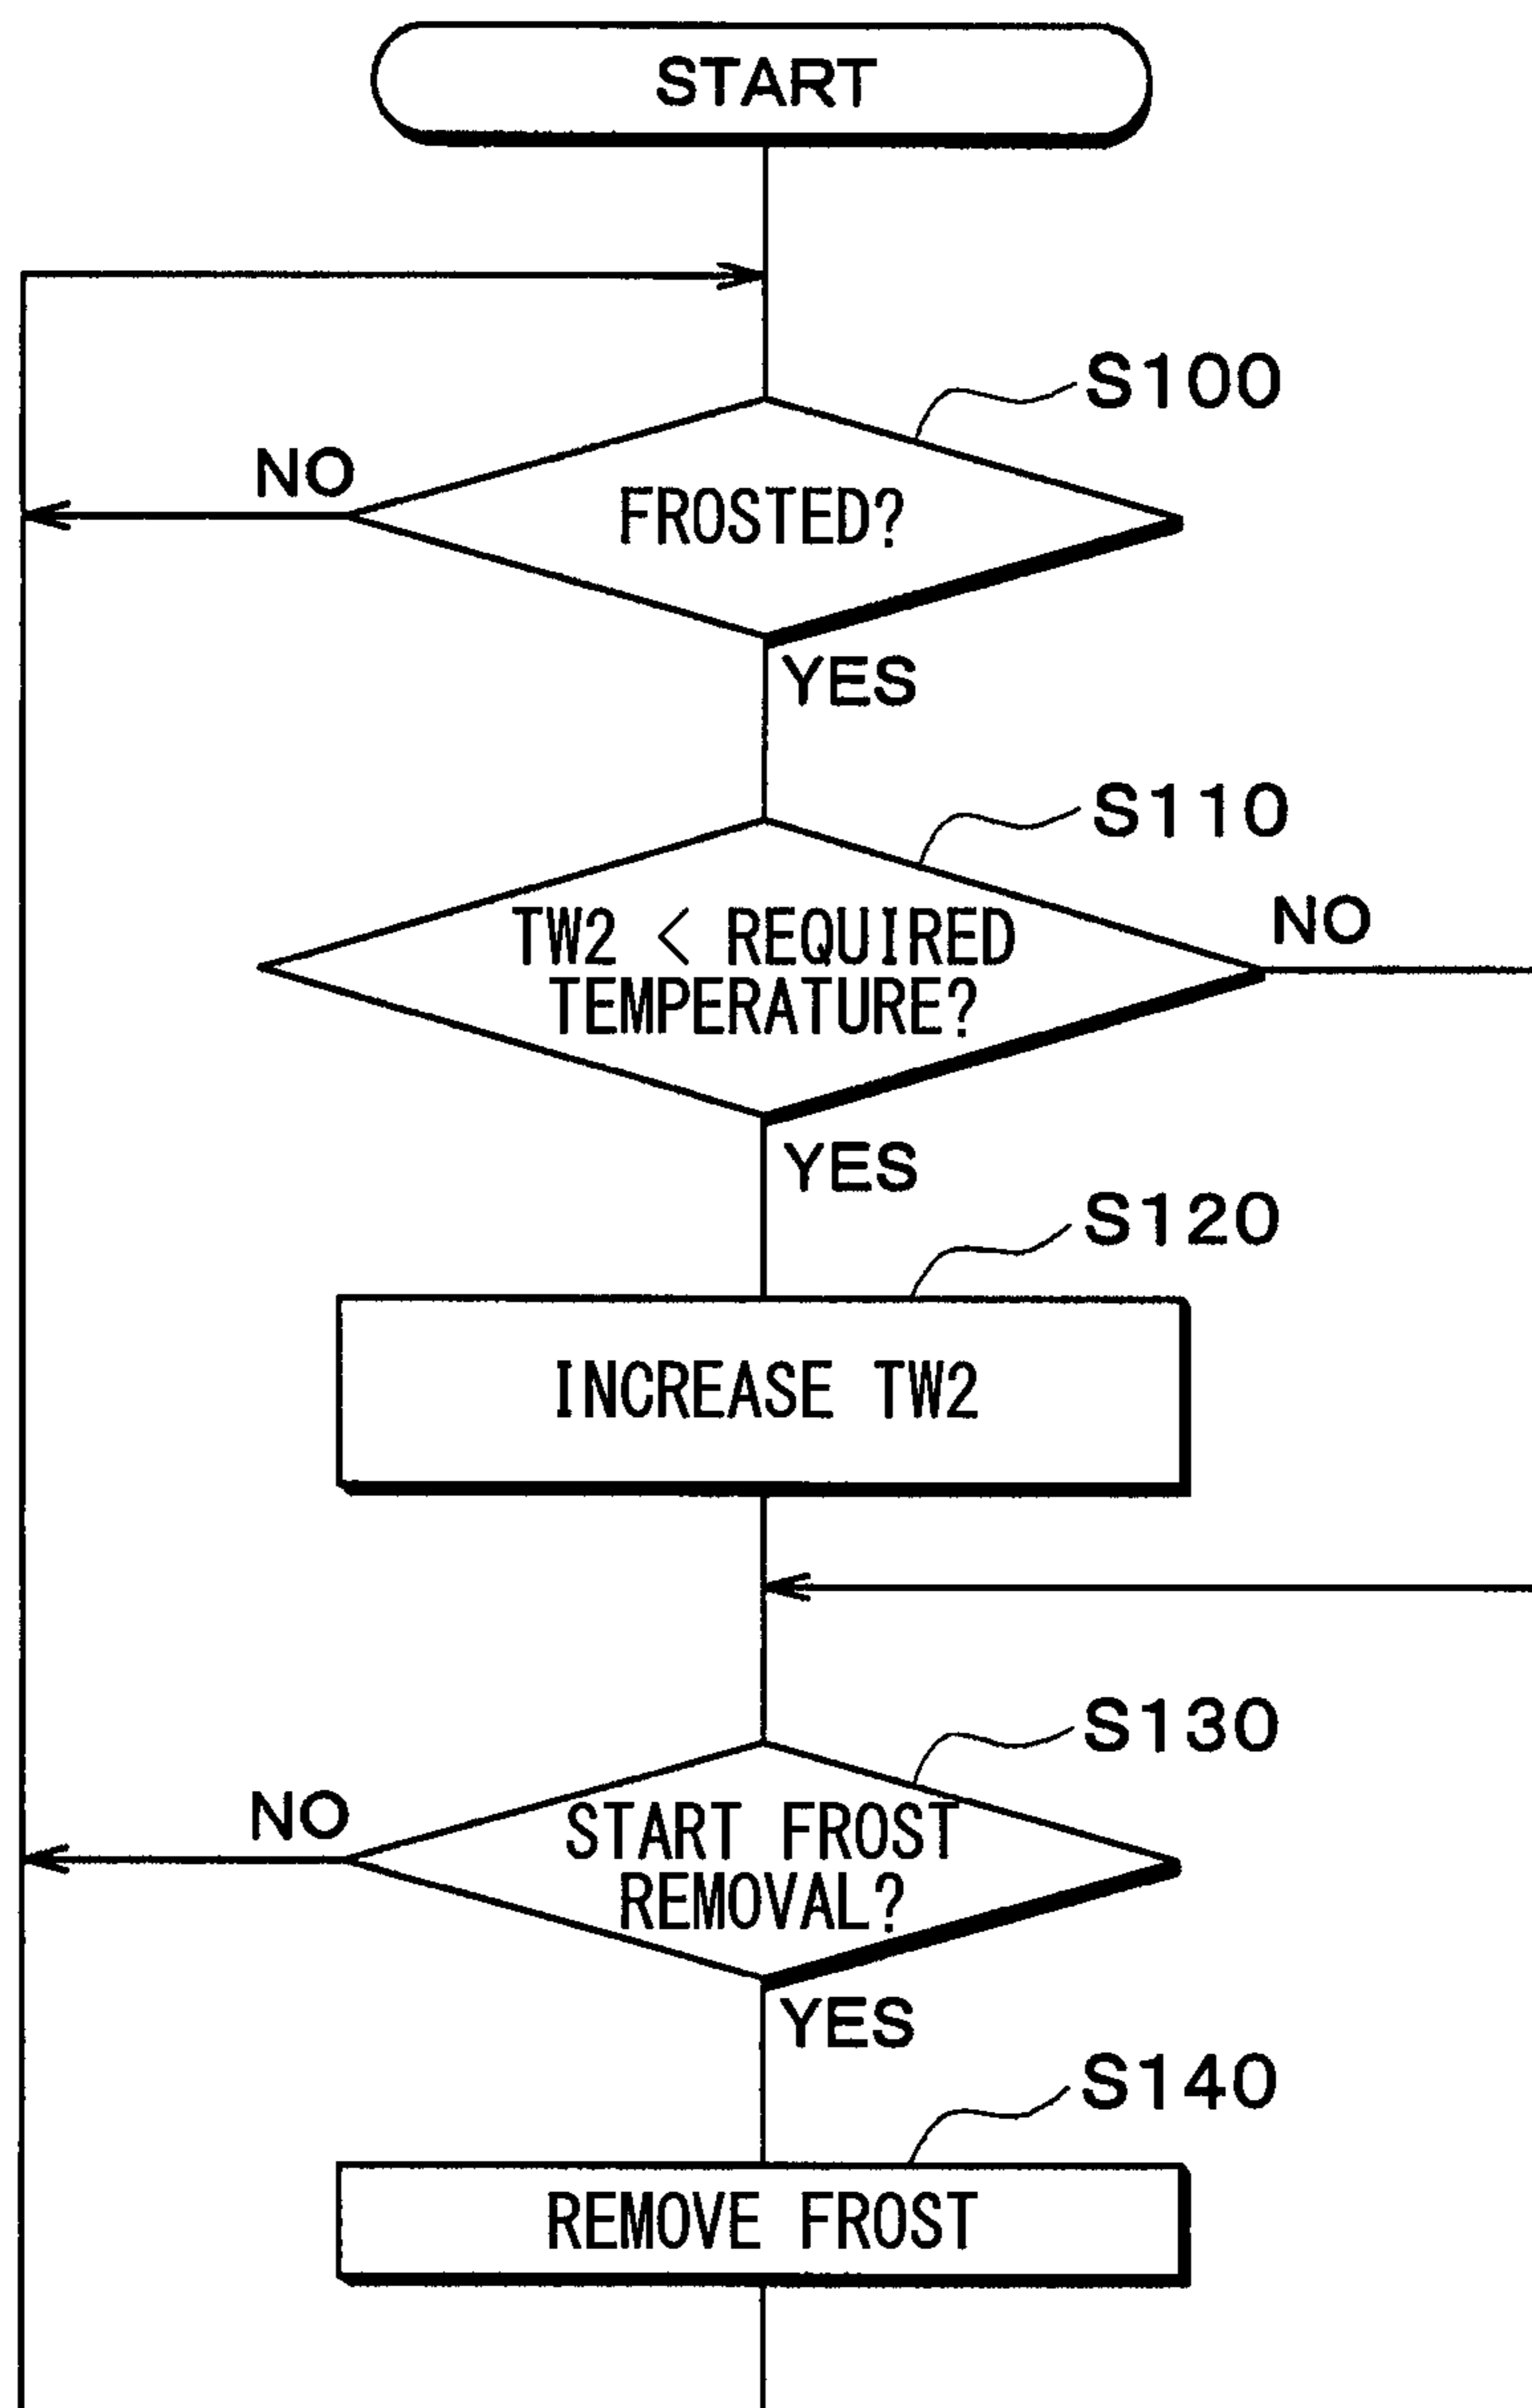 START
S100
NO
FROSTED?
YES
S110
NO
TW2 < REQUIRED
TEMPERATURE?
YES
S120
INCREASE TW2
S130
NO
START FROST
REMOVAL?
YES
S140
REMOVE FROST